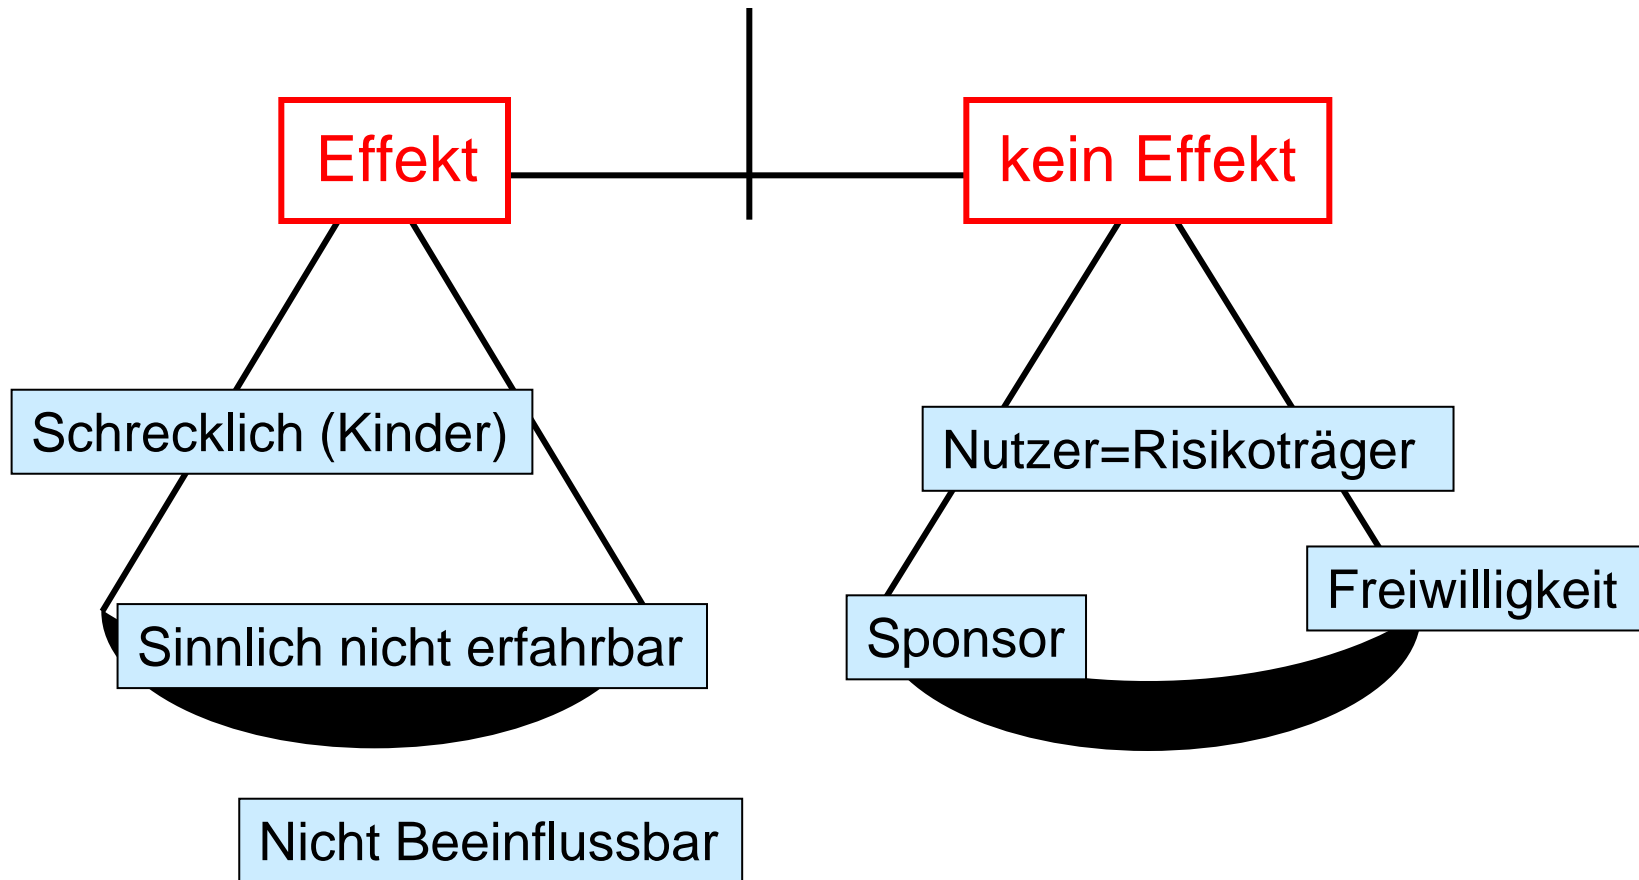 Effekt
kein Effekt
Schrecklich (Kinder)
Nutzer=Risikoträger
Freiwilligkeit
Sponsor
Sinnlich nicht erfahrbar
Nicht Beeinflussbar